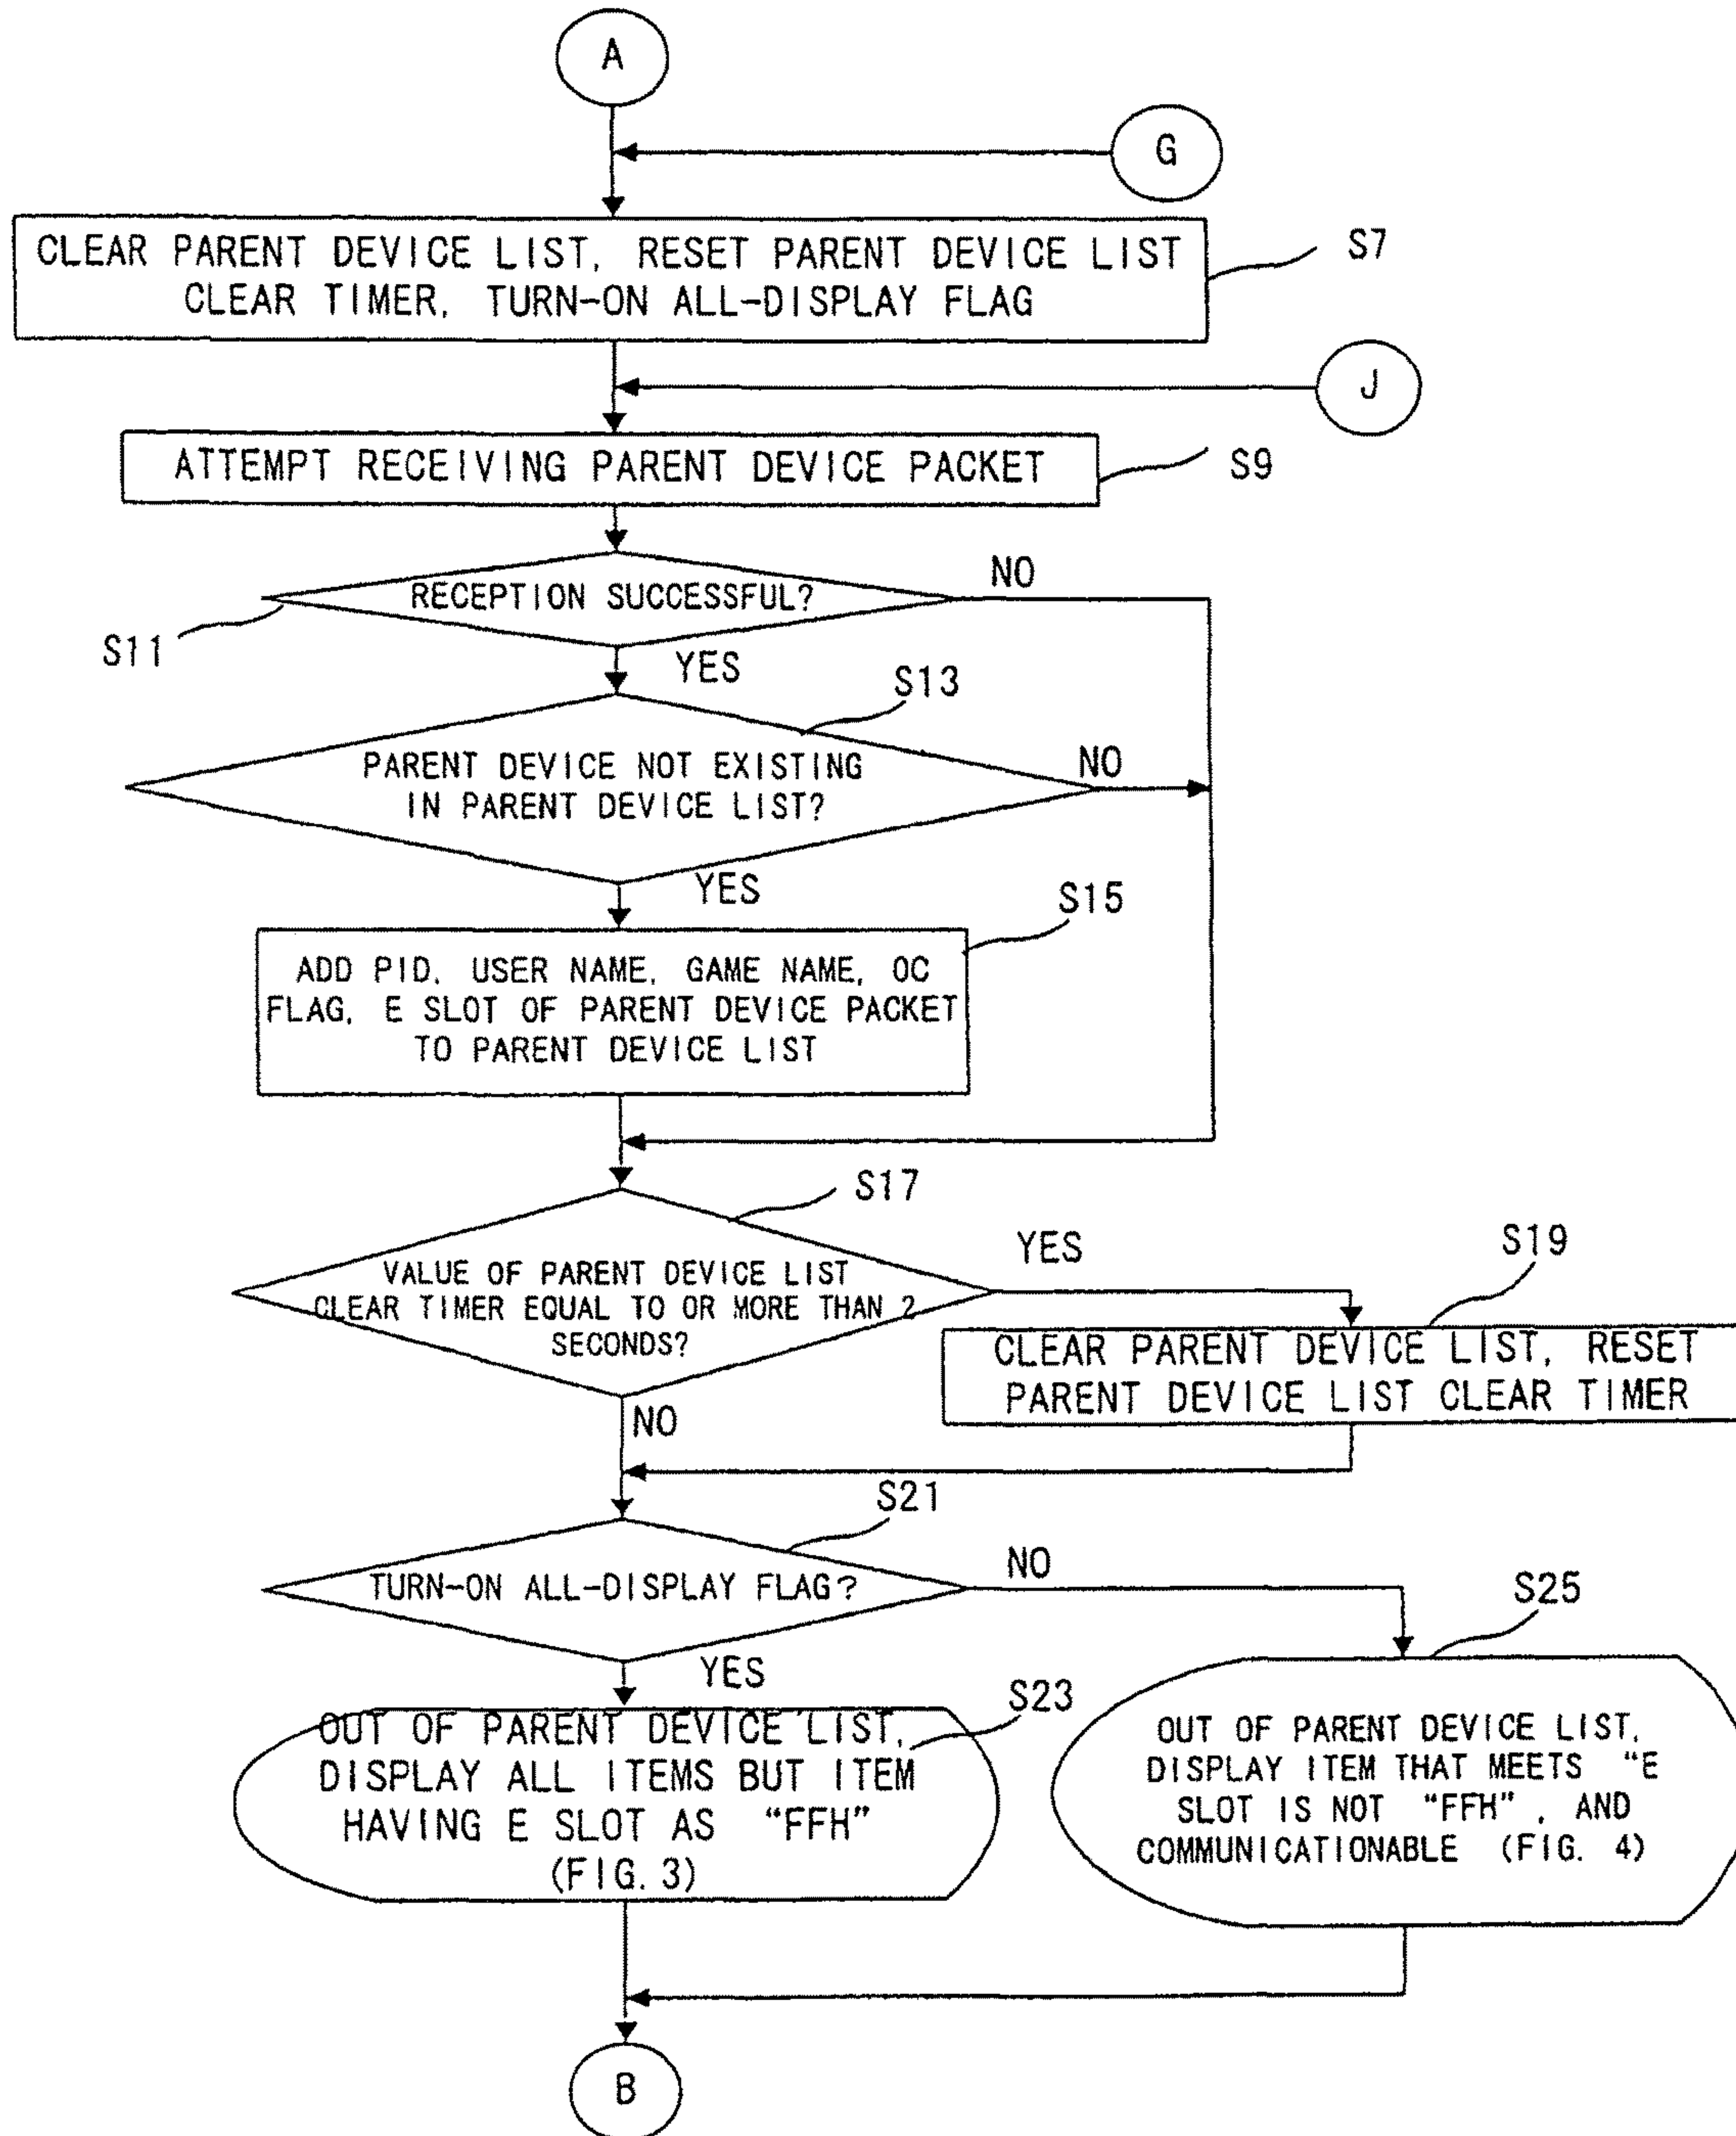 A
G
CLEAR PARENT DEVICE LIST, RESET PARENT DEVICE LIST
CLEAR TIMER, TURN-ON ALL-DISPLAY FLAG
S7
J
ATTEMPT RECEIVING PARENT DEVICE PACKET
S9
RECEPTION SUCCESSFUL?
NO
S11
YES
S13
PARENT DEVICE NOT EXISTING
IN PARENT DEVICE LIST?
NO
YES
S15
ADD PID, USER NAME, GAME NAME, OC
FLAG, E SLOT OF PARENT DEVICE PACKET
TO PARENT DEVICE LIST
S17
VALUE OF PARENT DEVICE LIST
CLEAR TIMER EQUAL TO OR MORE THAN 2
SECONDS?
YES
S19
CLEAR PARENT DEVICE LIST, RESET
PARENT DEVICE LIST CLEAR TIMER
NO
S21
TURN-ON ALL-DISPLAY FLAG?
NO
S25
YES
S23
OUT OF PARENT DEVICE LIST,
DISPLAY ALL ITEMS BUT ITEM
HAVING E SLOT AS "FFH"
(FIG. 3)
OUT OF PARENT DEVICE LIST,
DISPLAY ITEM THAT MEETS "E
SLOT IS NOT "FFH", AND
COMMUNICATIONABLE (FIG. 4)
B